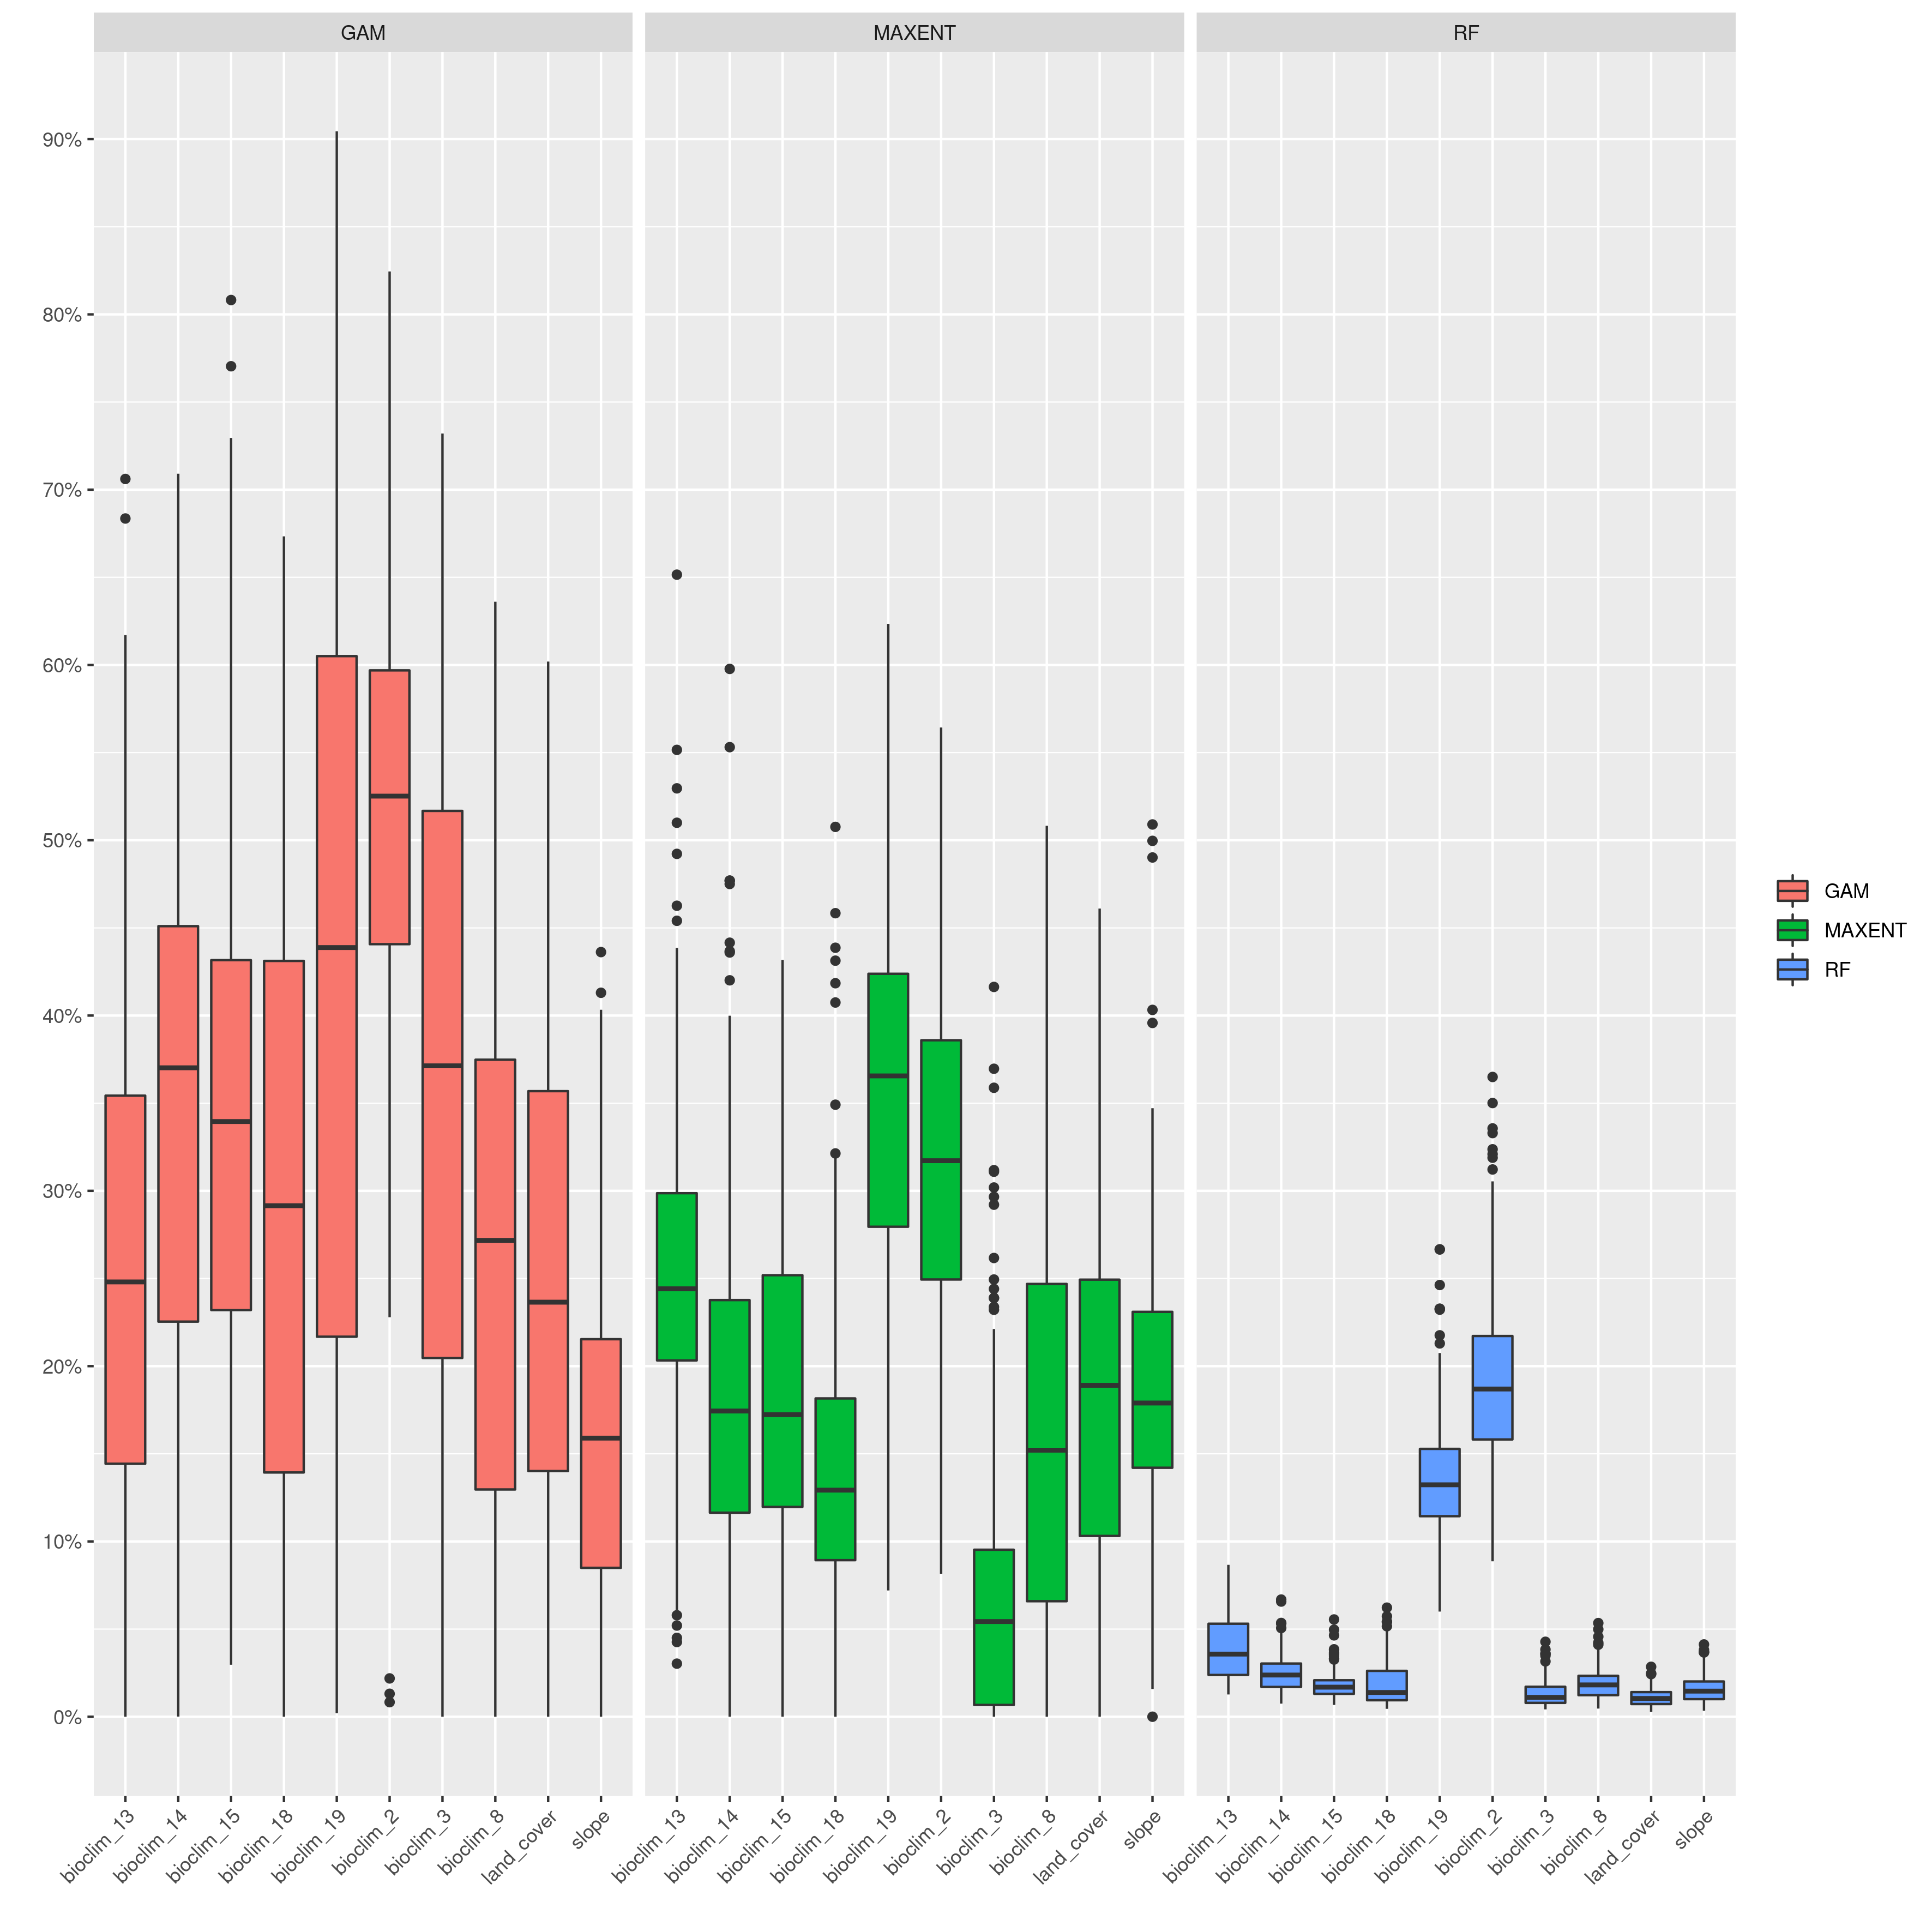 GAM MAXENT RF
90%
80%
70%
60%
50%
40%
30%
20%
10%
0%
bioclim_13 bioclim_14 bioclim_15 bioclim_18 bioclim_19 bioclim_2 bioclim_3 bioclim_8 land_cover slope bioclim_13 bioclim_14 bioclim_15 bioclim_18 bioclim_19 bioclim_2 bioclim_3 bioclim_8 land_cover slope bioclim_13 bioclim_14 bioclim_15 bioclim_18 bioclim_19 bioclim_2 bioclim_3 bioclim_8 land_cover slope
GAM
MAXENT
RF